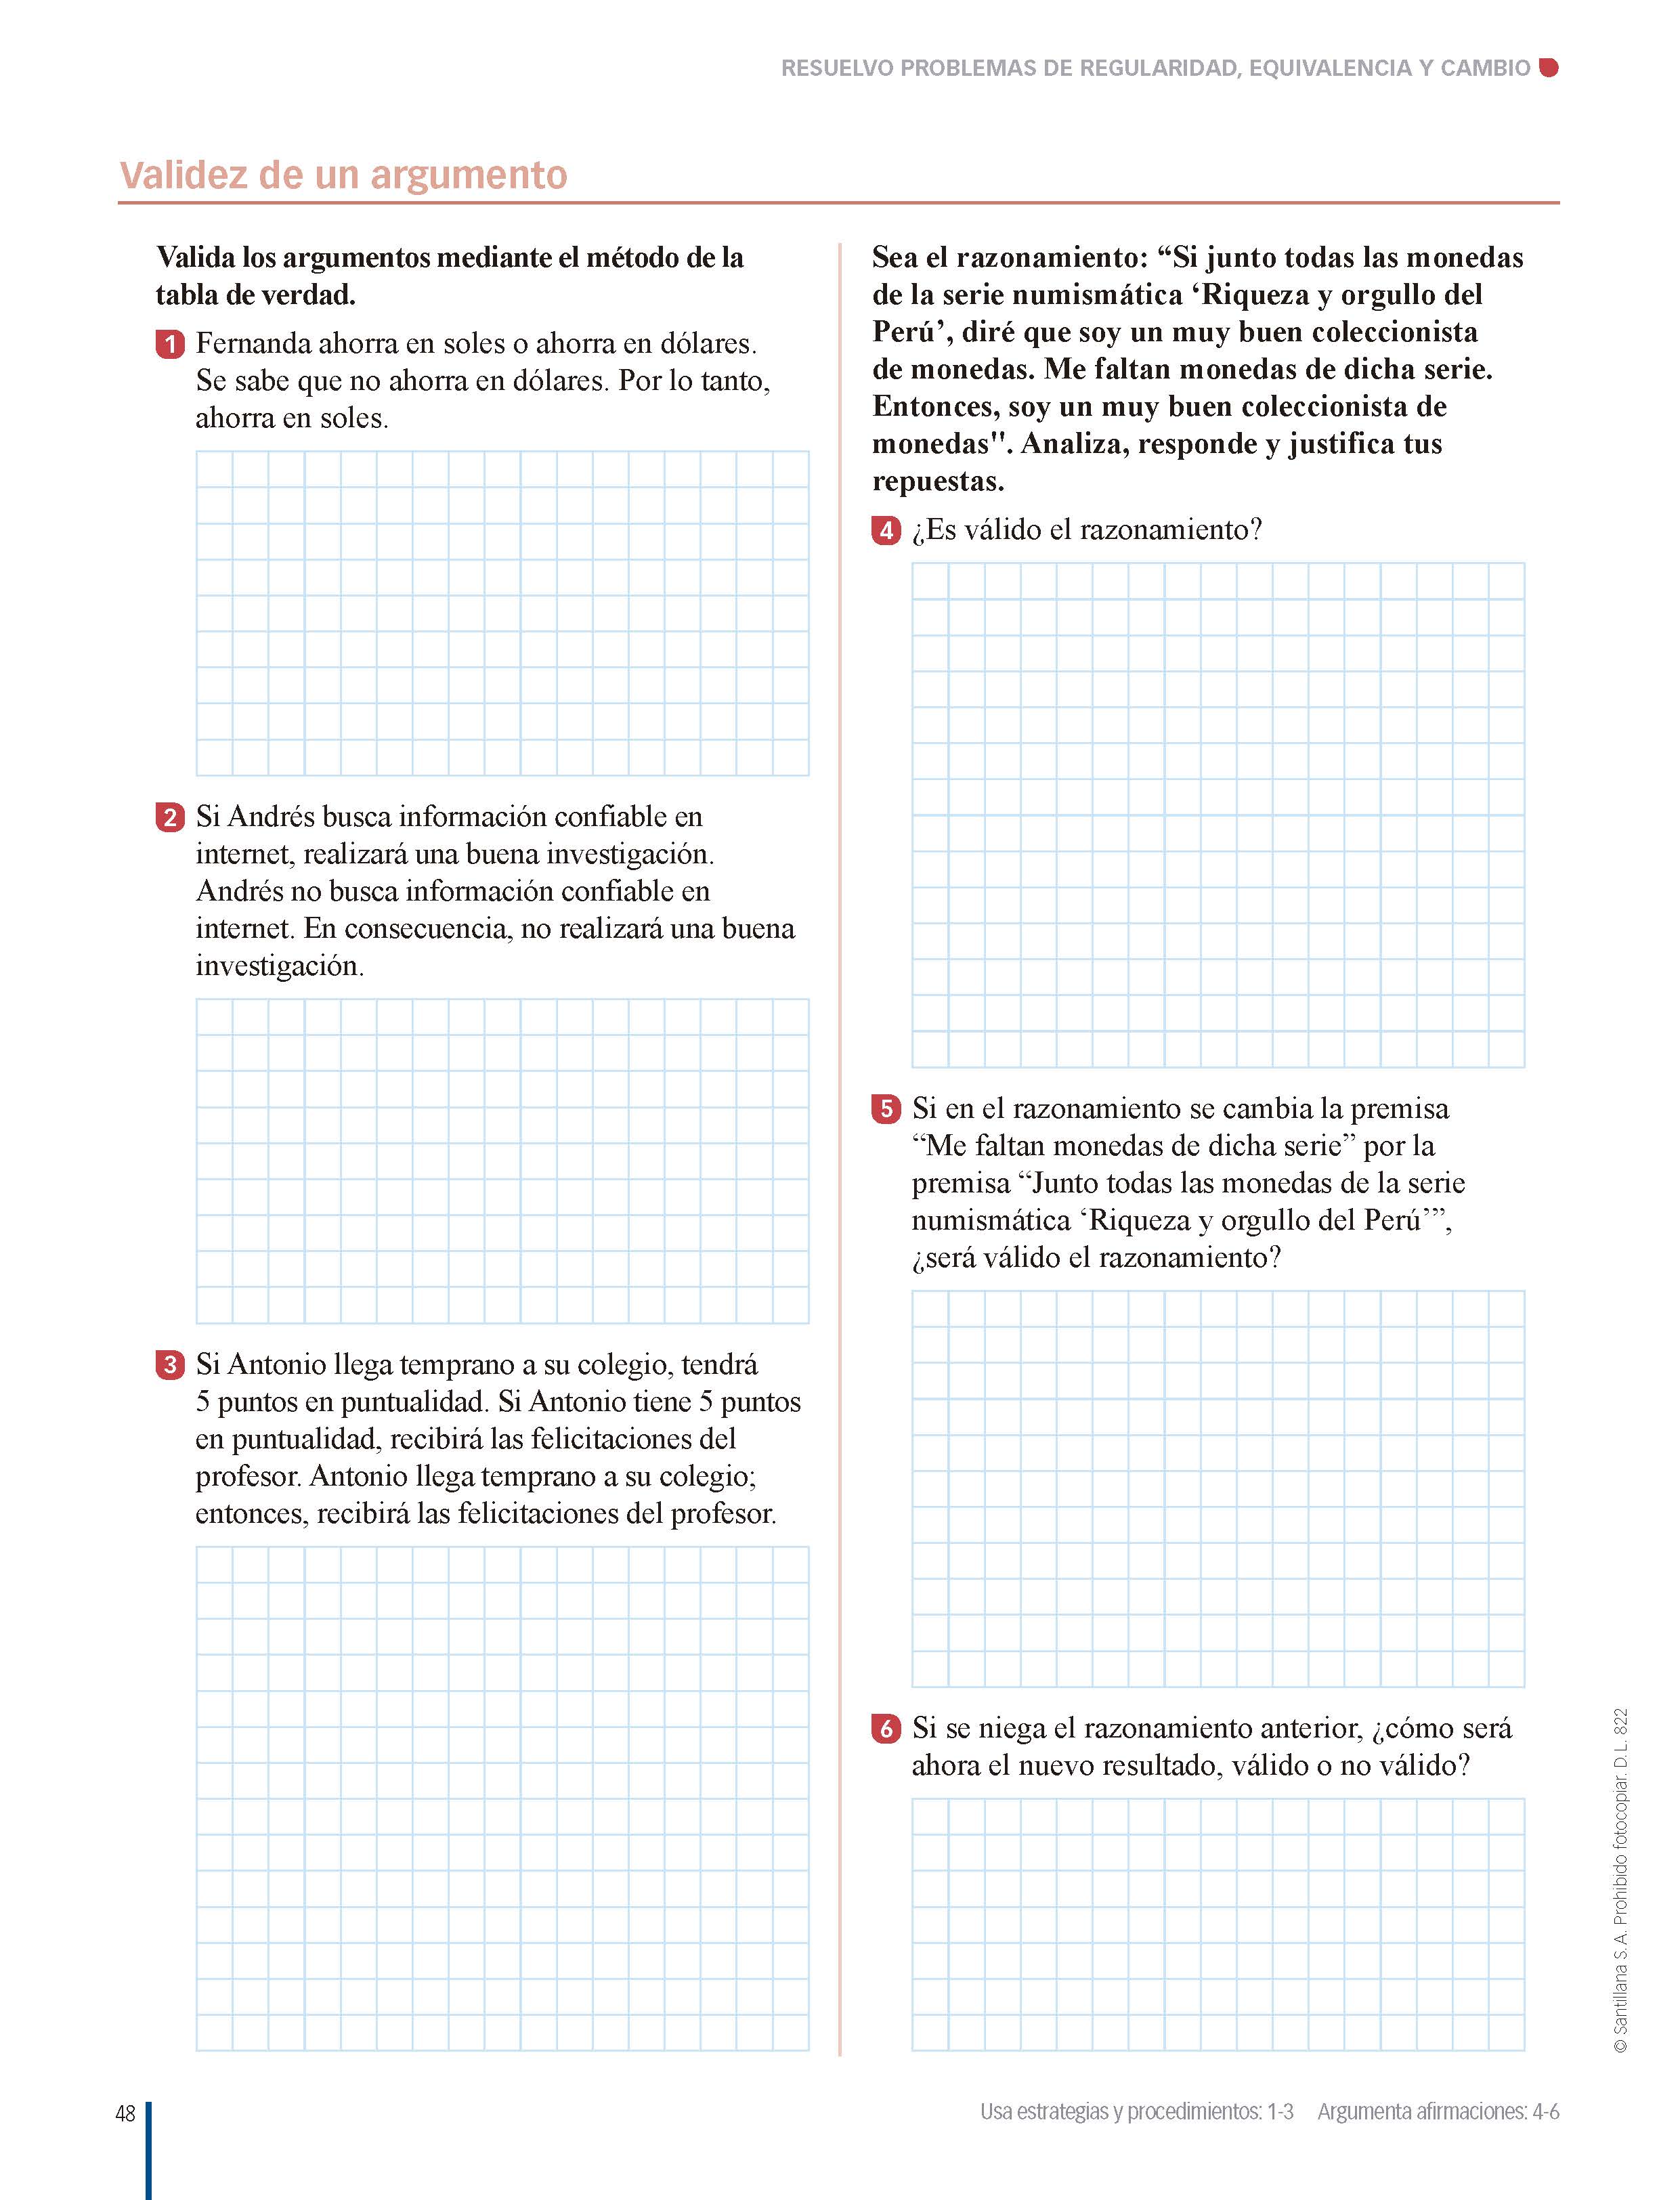 RESUELVO PROBLEMAS DE REGULARIDAD, EQUIVALENCIA Y CAMBIO
Validez de un argumento
Valida los argumentos mediante el método de la
tabla de verdad.
1 Fernanda ahorra en soles o ahorra en dólares.
Se sabe que no ahorra en dólares. Por lo tanto,
ahorra en soles.
2 Si Andrés busca información confiable en
internet, realizará una buena investigación.
Andrés no busca información confiable en
internet. En consecuencia, no realizará una buena
investigación.
3 Si Antonio llega temprano a su colegio, tendrá
5 puntos en puntualidad. Si Antonio tiene 5 puntos
en puntualidad, recibirá las felicitaciones del
profesor. Antonio llega temprano a su colegio;
entonces, recibirá las felicitaciones del profesor.
Sea el razonamiento: “Si junto todas las monedas
de la serie numismática ‘Riqueza y orgullo del
Perú’, diré que soy un muy buen coleccionista
de monedas. Me faltan monedas de dicha serie.
Entonces, soy un muy buen coleccionista de
monedas". Analiza, responde y justifica tus
repuestas.
4 ¿Es válido el razonamiento?
5 Si en el razonamiento se cambia la premisa
“Me faltan monedas de dicha serie” por la
premisa “Junto todas las monedas de la serie
numismática ‘Riqueza y orgullo del Perú’”,
¿será válido el razonamiento?
6 Si se niega el razonamiento anterior, ¿cómo será
ahora el nuevo resultado, válido o no válido?
© Santillana S. A. Prohibido fotocopiar. D. L. 822
48
Usa estrategias y procedimientos: 1-3 Argumenta afirmaciones: 4-6